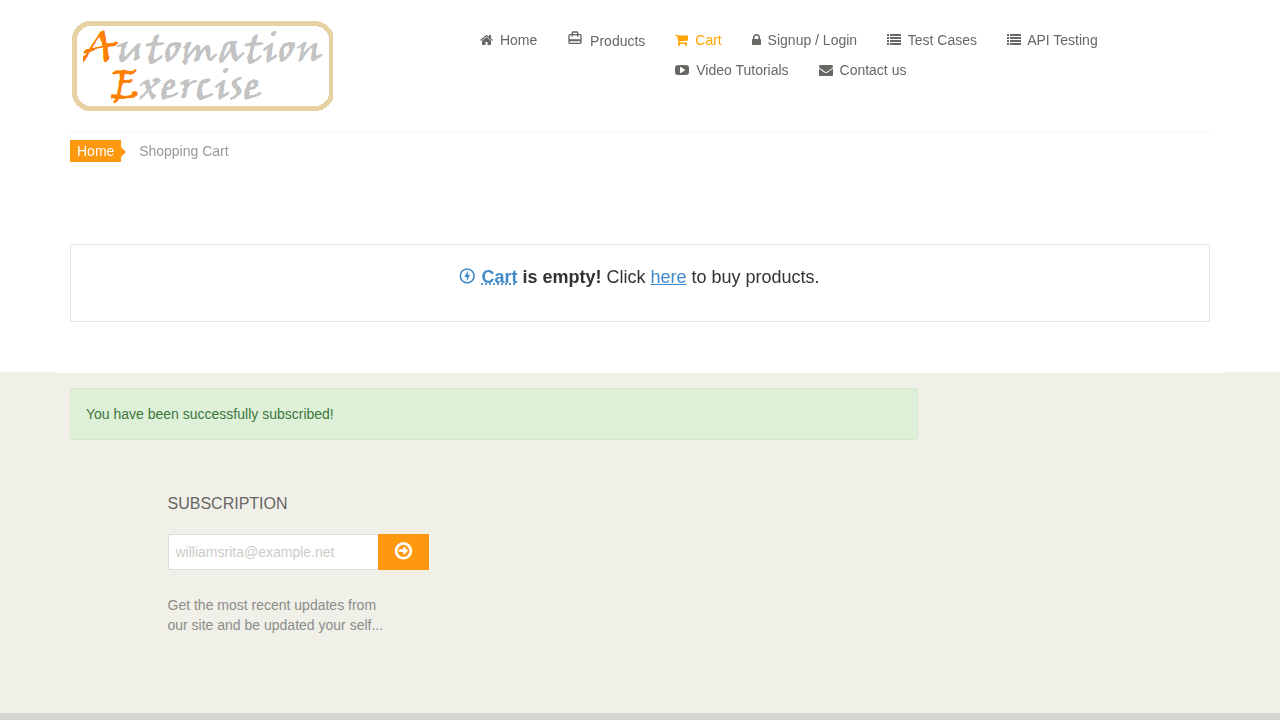 Automation
Exercise
Home
Products
Cart
Signup / Login
Test Cases
API Testing
Video Tutorials
Contact us
Home
Shopping Cart
Cart is empty! Click here to buy products.
You have been successfully subscribed!
SUBSCRIPTION
williamsrita@example.net
Get the most recent updates from
our site and be updated your self...